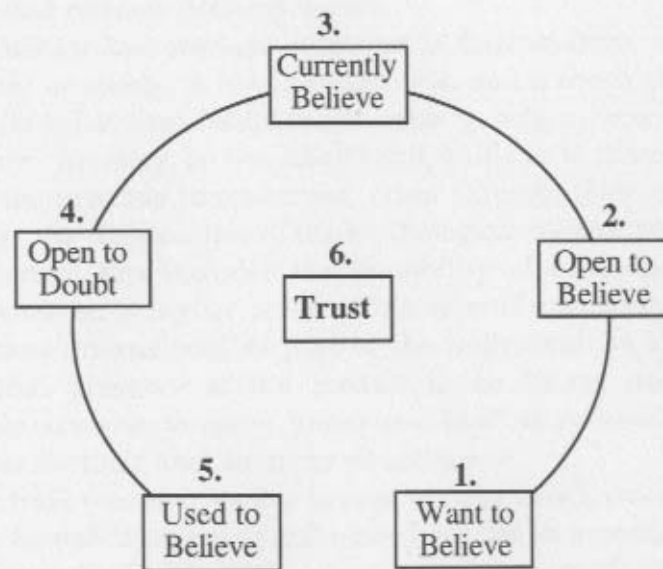 3.
Currently
Believe
4.
Open to
Doubt
6.
Trust
2.
Open to
Believe
5.
Used to
Believe
1.
Want to
Believe